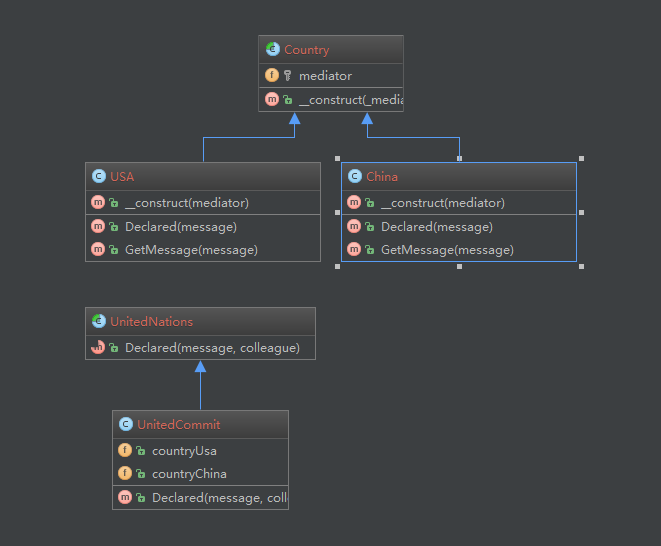 Country
mediator
__construct(_media
USA
__construct(mediator)
Declared(message)
GetMessage(message)
China
__construct(mediator)
Declared(message)
GetMessage(message)
UnitedNations
Declared(message, colleague)
UnitedCommit
countryUsa
countryChina
Declared(message, coll